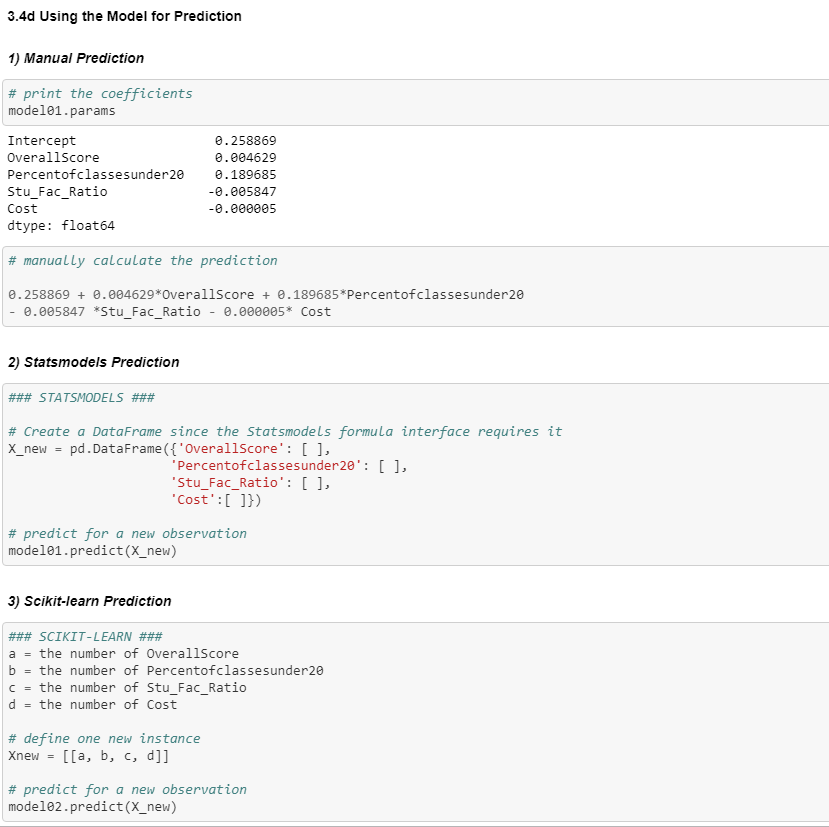 3.4d Using the Model for Prediction
1) Manual Prediction
# print the coefficients
model01.params
Intercept 0.258869
OverallScore 0.004629
Percentofclassesunder20 0.189685
Stu_Fac_Ratio -0.005847
Cost -0.000005
dtype: float64
# manually calculate the prediction
0.258869 + 0.004629*OverallScore + 0.189685*Percentofclassesunder20
- 0.005847 *Stu_Fac_Ratio - 0.000005* Cost
2) Statsmodels Prediction
### STATSMODELS ###
# Create a DataFrame since the Statsmodels formula interface requires it
X_new = pd.DataFrame({'OverallScore': [ ],
'Percentofclassesunder20': [ ],
'Stu_Fac_Ratio': [ ],
'Cost':[ ]})
# predict for a new observation
model01.predict(X_new)
3) Scikit-learn Prediction
### SCIKIT-LEARN ###
a = the number of OverallScore
b = the number of Percentofclassesunder20
c = the number of Stu_Fac_Ratio
d = the number of Cost
# define one new instance
Xnew = [[a, b, c, d]]
# predict for a new observation
model02.predict(X_new)